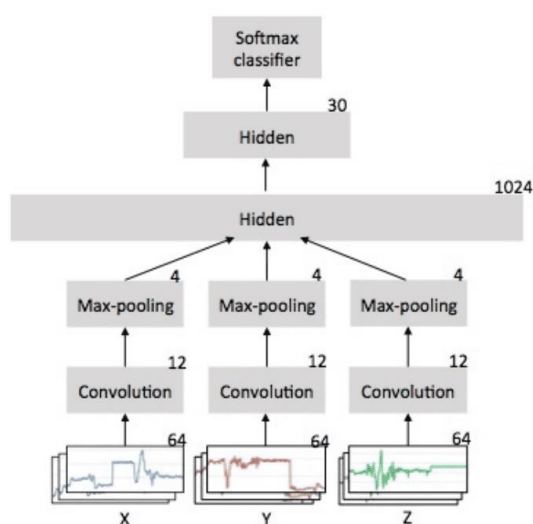 Softmax
classifier
30
Hidden
1024
Hidden
4 4 4
Max-pooling Max-pooling Max-pooling
12 12 12
Convolution Convolution Convolution
64 64 64
X Y Z